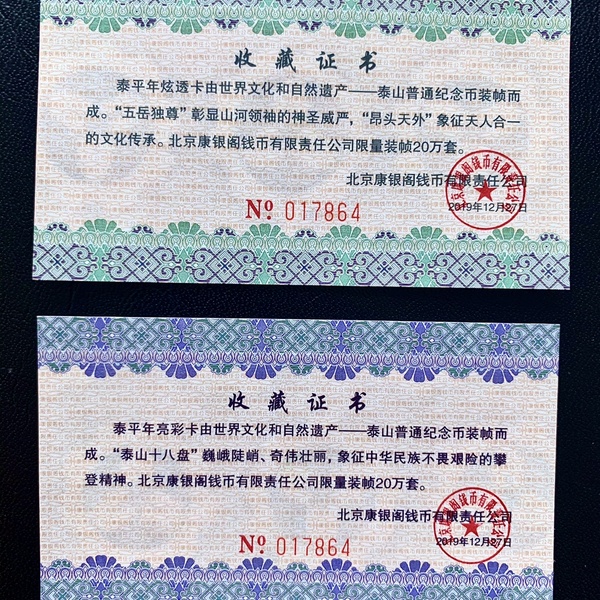 收藏证书
泰平年炫透卡由世界文化和自然遗产——泰山普通纪念币装帧而
成。“五岳独尊”彰显山河领袖的神圣威严，“昂头天外”象征天人合一
的文化传承。北京康银阁钱币有限责任公司限量装帧20万套。
北京康银阁钱币有限责任公司
2019年12月27日
№ 017864
收藏证书
泰平年亮彩卡由世界文化和自然遗产——泰山普通纪念币装帧而
成。“泰山十八盘”巍峨陡峭、奇伟壮丽，象征中华民族不畏艰险的攀
登精神。北京康银阁钱币有限责任公司限量装帧20万套。
北京康银阁钱币有限责任公司
2019年12月27日
№ 017864